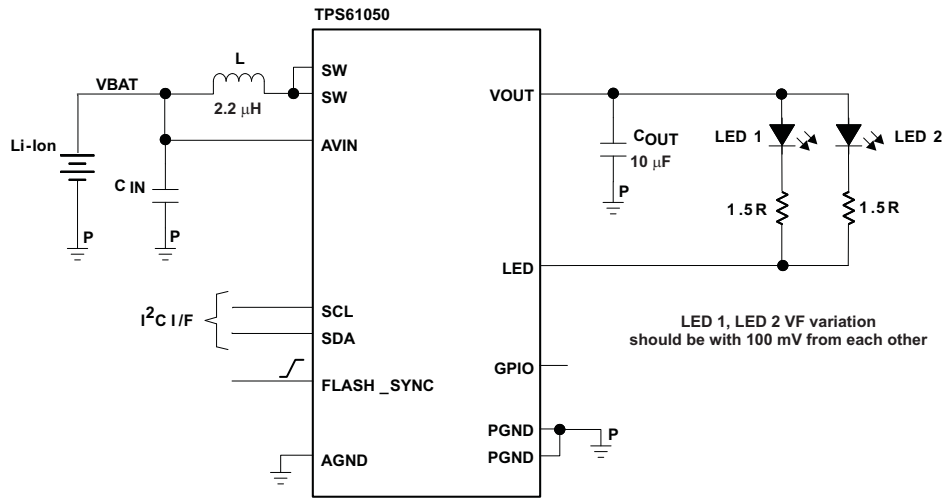 TPS61050
L
2.2 µH
VBAT
Li-Ion
C IN
P
P
SW
SW
AVIN
VOUT
COUT
10 µF
P
LED 1
LED 2
1.5R
1.5R
LED
I²C I/F
SCL
SDA
FLASH _SYNC
AGND
LED 1, LED 2 VF variation
should be with 100 mV from each other
GPIO
PGND
PGND
P